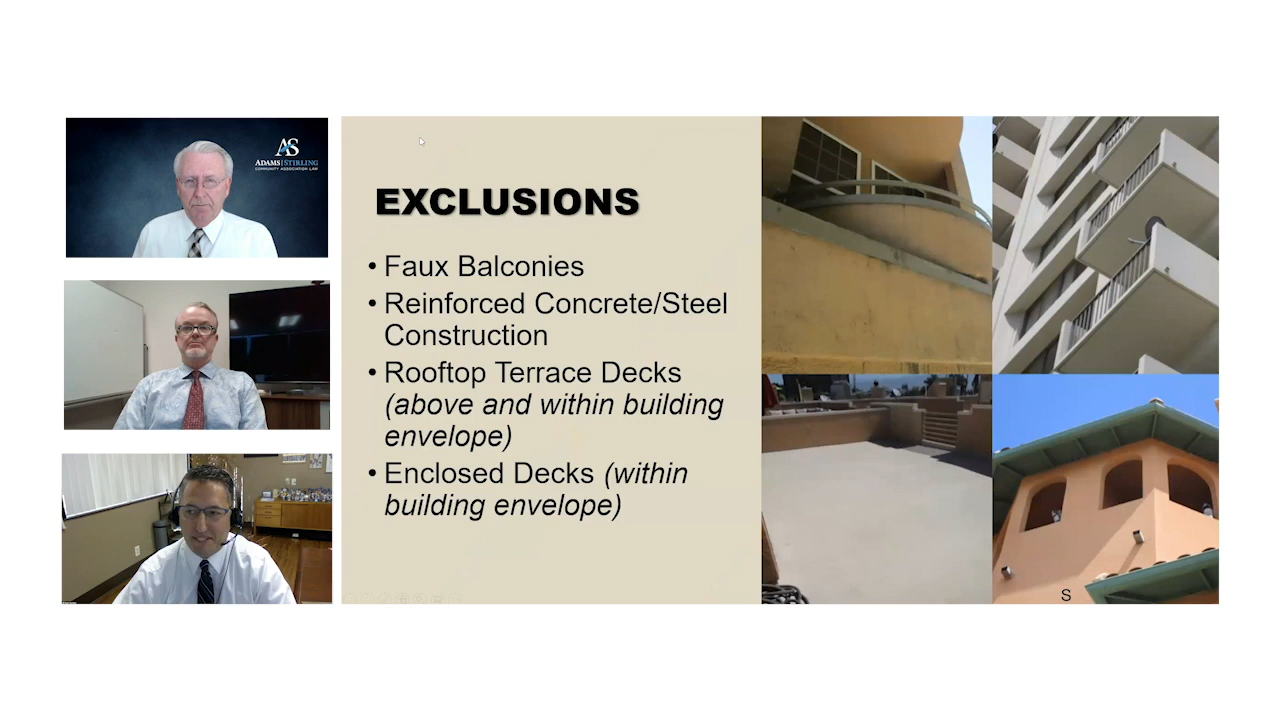 AS
ADAMS|STIRLING
COMMUNITY ASSOCIATION LAW
EXCLUSIONS
• Faux Balconies
• Reinforced Concrete/Steel
Construction
• Rooftop Terrace Decks
(above and within building
envelope)
• Enclosed Decks (within
building envelope)
S